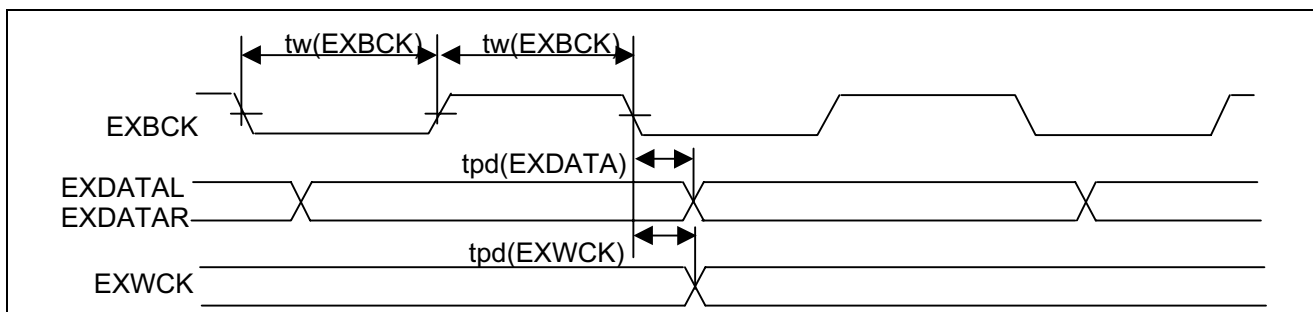 tw(EXBCK) tw(EXBCK)
EXBCK
tpd(EXDATA)
EXDATAL
EXDATAR
tpd(EXWCK)
EXWCK